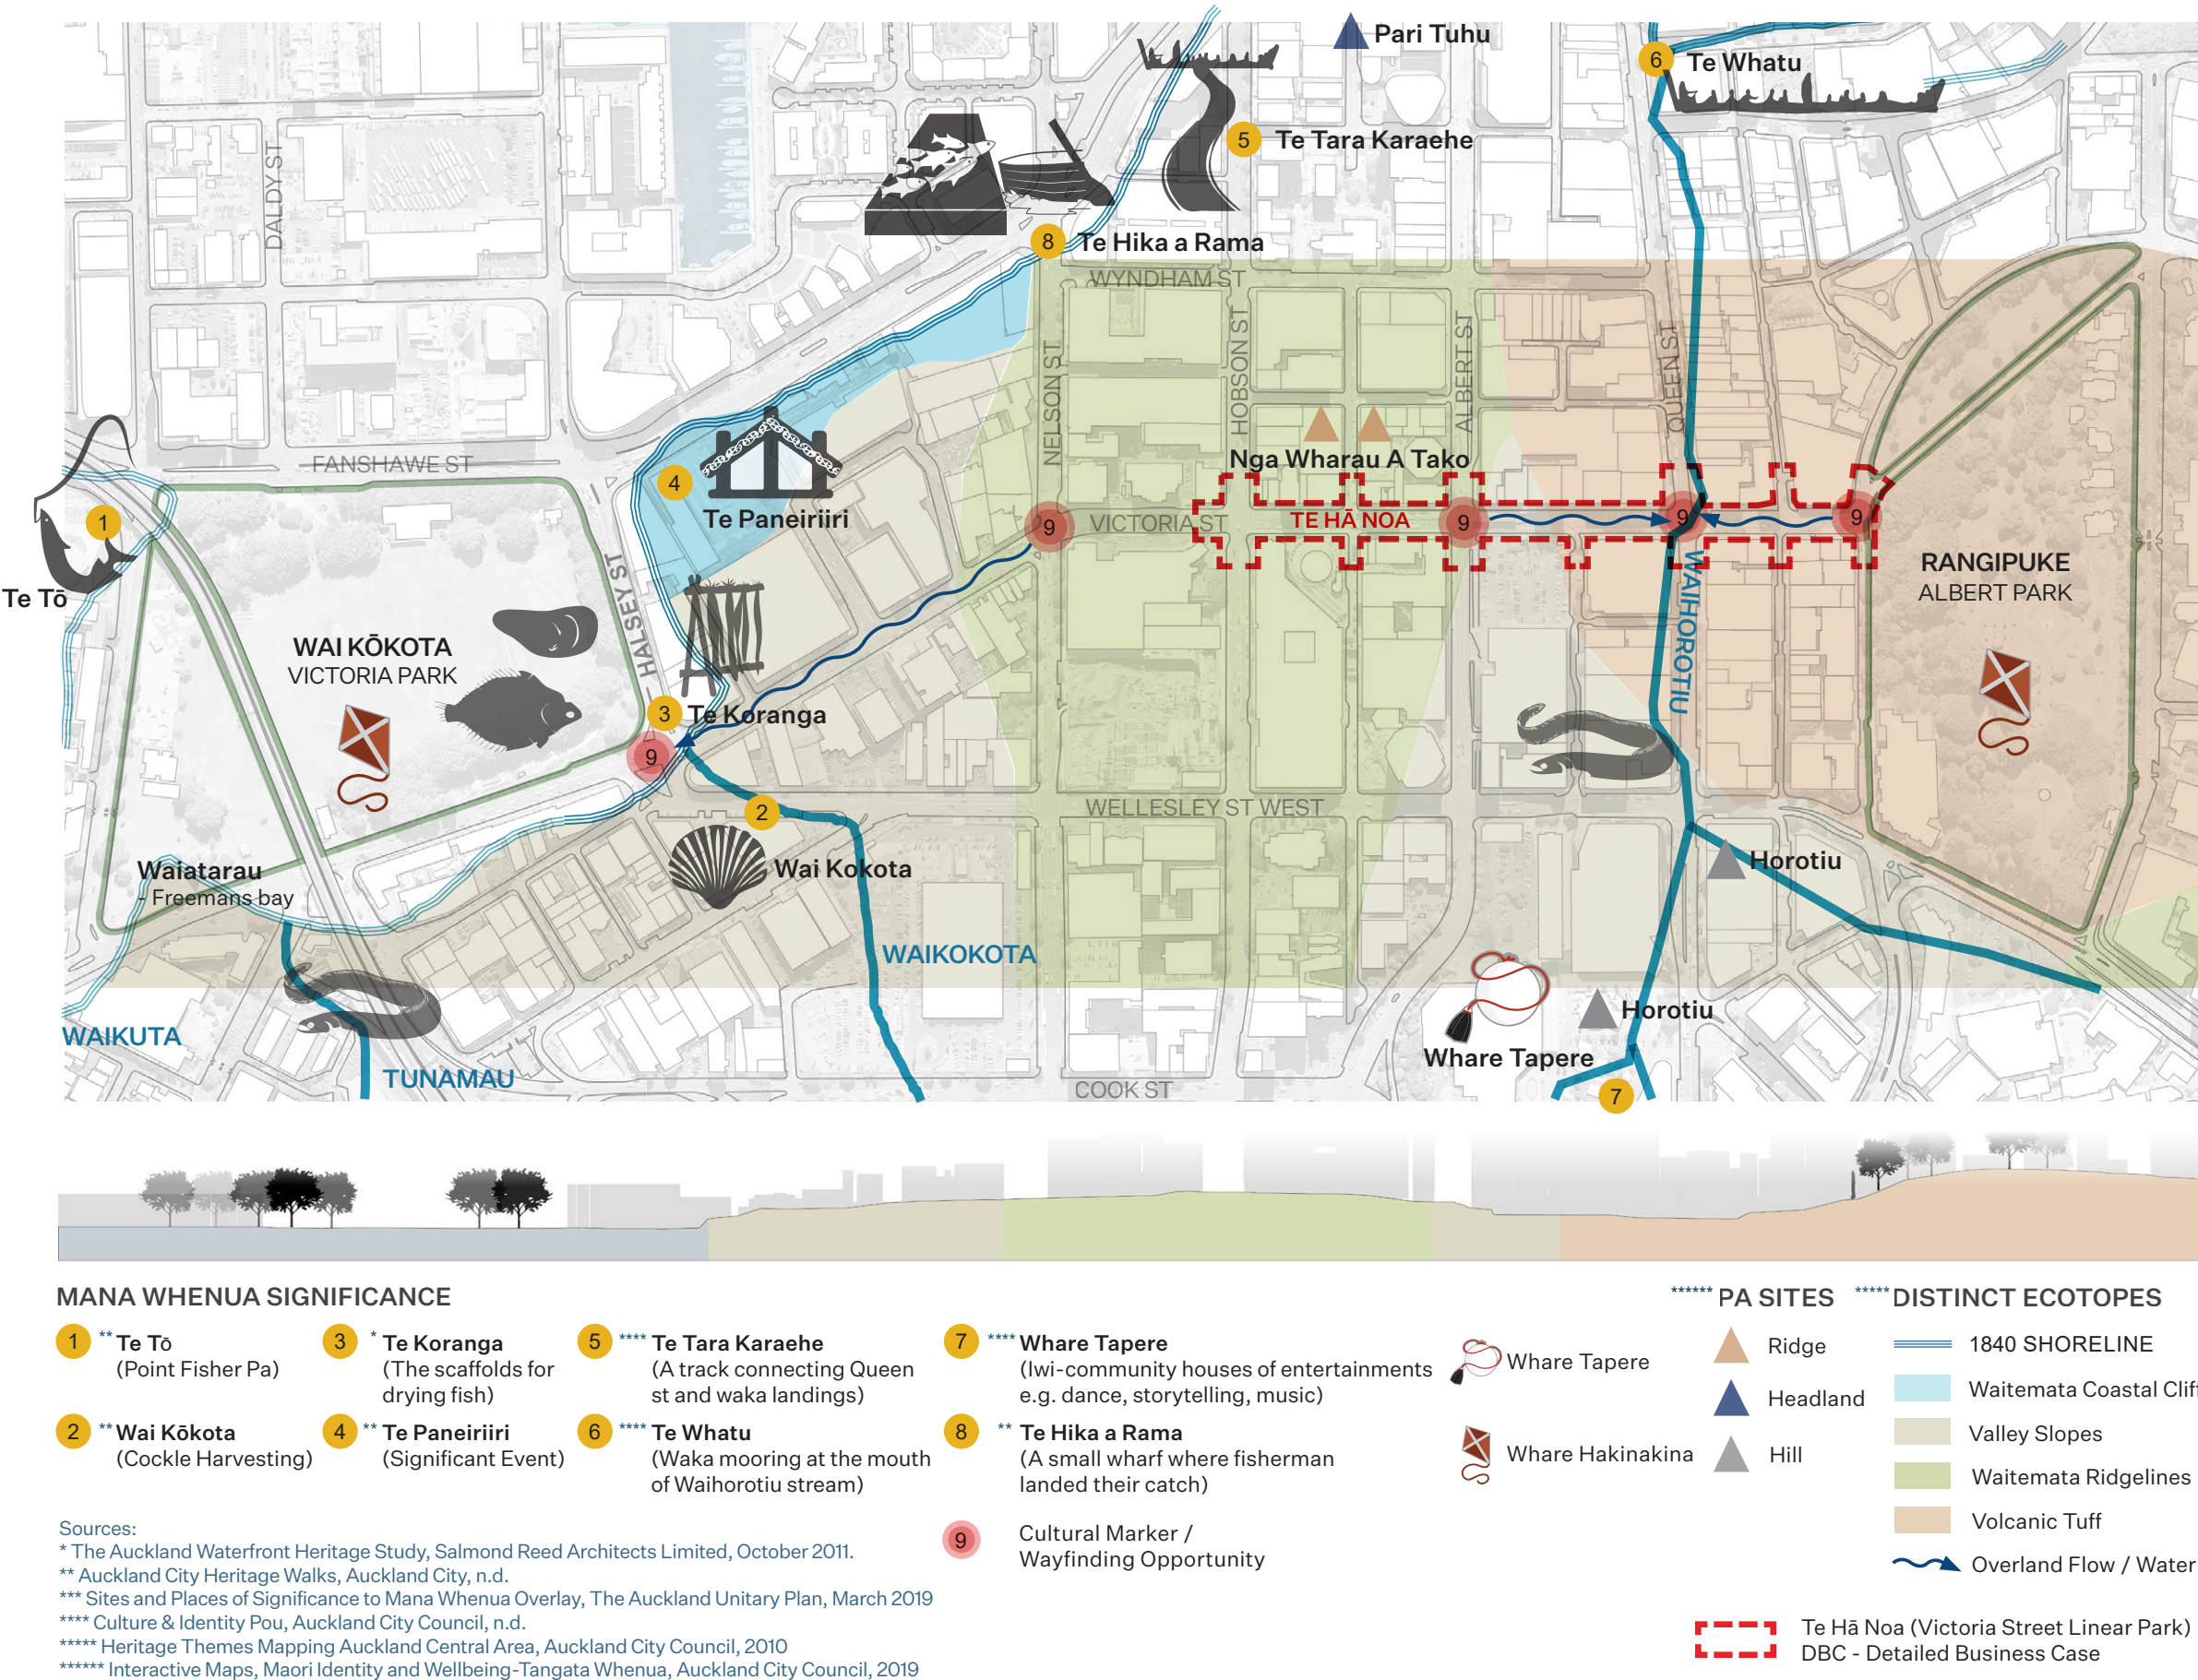 Pari Tuhu
6
Te Whatu
5
Te Tara Karaehe
DALDY ST
8
Te Hika a Rama
WYNDHAM ST
NELSON ST
HOBSON ST
ALBERT ST
QUEEN ST
FANSHAWE ST
Nga Wharau A Tako
4
Te Paneiriiri
1
Te Tō
9
VICTORIA ST
TE HĀ NOA
9
9
9
HALSEY ST
WAIHOROTIU
RANGIPUKE
ALBERT PARK
WAI KŌKOTA
VICTORIA PARK
3
Te Koranga
9
2
WELLESLEY ST WEST
Waiatarau
- Freemans bay
Wai Kokota
Horotiu
WAIKOKOTA
Horotiu
WAIKUTA
TUNAMAU
Whare Tapere
COOK ST
7
MANA WHENUA SIGNIFICANCE
1 ** Te Tō
(Point Fisher Pa)
2 ** Wai Kōkota
(Cockle Harvesting)
3 * Te Koranga
(The scaffolds for
drying fish)
4 ** Te Paneiriiri
(Significant Event)
5 **** Te Tara Karaehe
(A track connecting Queen
st and waka landings)
6 **** Te Whatu
(Waka mooring at the mouth
of Waihorotiu stream)
7 **** Whare Tapere
(Iwi-community houses of entertainments
e.g. dance, storytelling, music)
8 ** Te Hika a Rama
(A small wharf where fisherman
landed their catch)
9 Cultural Marker /
Wayfinding Opportunity
Whare Tapere
Whare Hakinakina
****** PA SITES
Ridge
Headland
Hill
***** DISTINCT ECOTOPES
1840 SHORELINE
Waitemata Coastal Cliff
Valley Slopes
Waitemata Ridgelines
Volcanic Tuff
Overland Flow / Water
Te Hā Noa (Victoria Street Linear Park)
DBC - Detailed Business Case
Sources:
* The Auckland Waterfront Heritage Study, Salmond Reed Architects Limited, October 2011.
** Auckland City Heritage Walks, Auckland City, n.d.
*** Sites and Places of Significance to Mana Whenua Overlay, The Auckland Unitary Plan, March 2019
**** Culture & Identity Pou, Auckland City Council, n.d.
***** Heritage Themes Mapping Auckland Central Area, Auckland City Council, 2010
****** Interactive Maps, Maori Identity and Wellbeing-Tangata Whenua, Auckland City Council, 2019